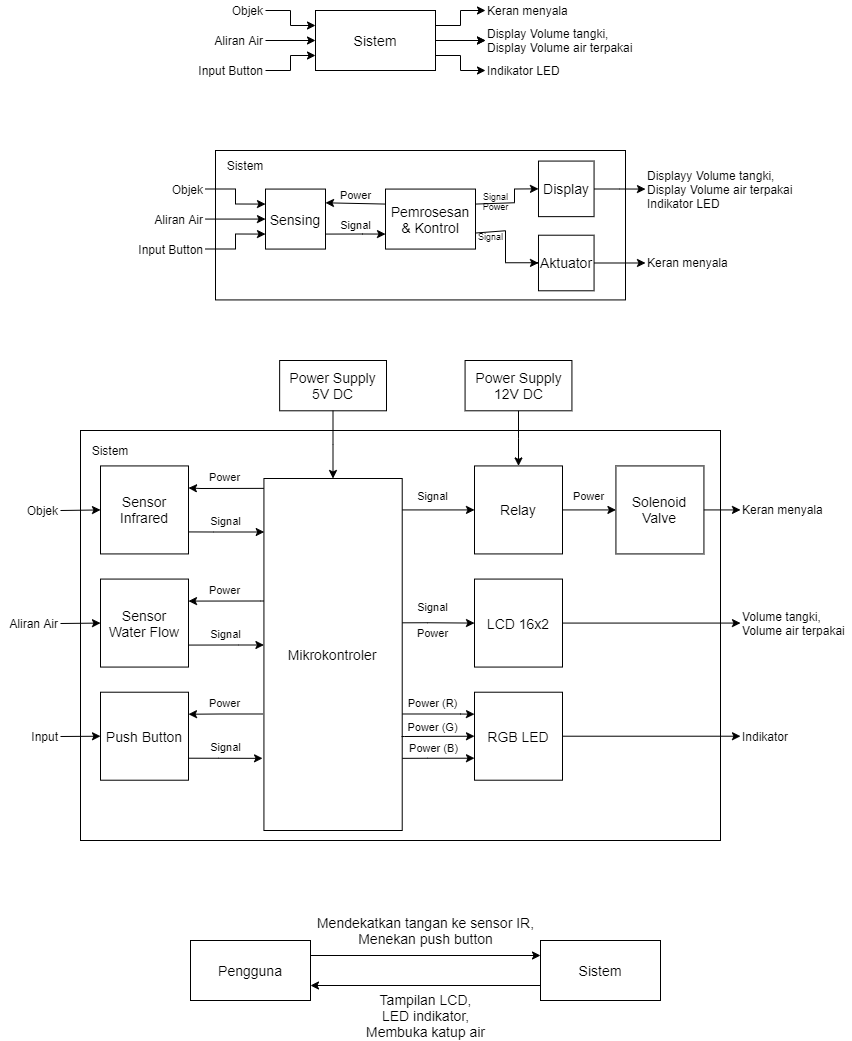 Objek
Aliran Air
Input Button
Sistem
Keran menyala
Display Volume tangki,
Display Volume air terpakai
Indikator LED
Sistem
Objek
Aliran Air
Input Button
Sensing
Power
Signal
Pemrosesan
& Kontrol
Signal
Power
Signal
Display
Aktuator
Displayy Volume tangki,
Display Volume air terpakai
Indikator LED
Keran menyala
Power Supply
5V DC
Power Supply
12V DC
Sistem
Objek
Sensor
Infrared
Power
Signal
Aliran Air
Sensor
Water Flow
Power
Signal
Input
Push Button
Power
Signal
Mikrokontroler
Signal
Relay
Power
Solenoid
Valve
Keran menyala
Signal
Power
LCD 16x2
Volume tangki,
Volume air terpakai
Power (R)
Power (G)
Power (B)
RGB LED
Indikator
Pengguna
Mendekatkan tangan ke sensor IR,
Menekan push button
Sistem
Tampilan LCD,
LED indikator,
Membuka katup air